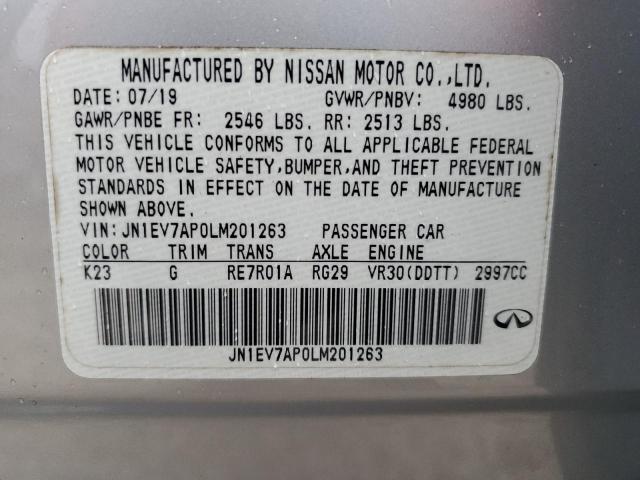 MANUFACTURED BY NISSAN MOTOR CO.,LTD.
DATE: 07/19 GVWR/PNBV: 4980 LBS.
GAWR/PNBE FR: 2546 LBS. RR: 2513 LBS.
THIS VEHICLE CONFORMS TO ALL APPLICABLE FEDERAL
MOTOR VEHICLE SAFETY,BUMPER,AND THEFT PREVENTION
STANDARDS IN EFFECT ON THE DATE OF MANUFACTURE
SHOWN ABOVE.
VIN:JN1EV7AP0LM201263 PASSENGER CAR
COLOR TRIM TRANS AXLE ENGINE
K23 G RE7R01A RG29 VR30(DDTT) 2997CC
JN1EV7AP0LM201263